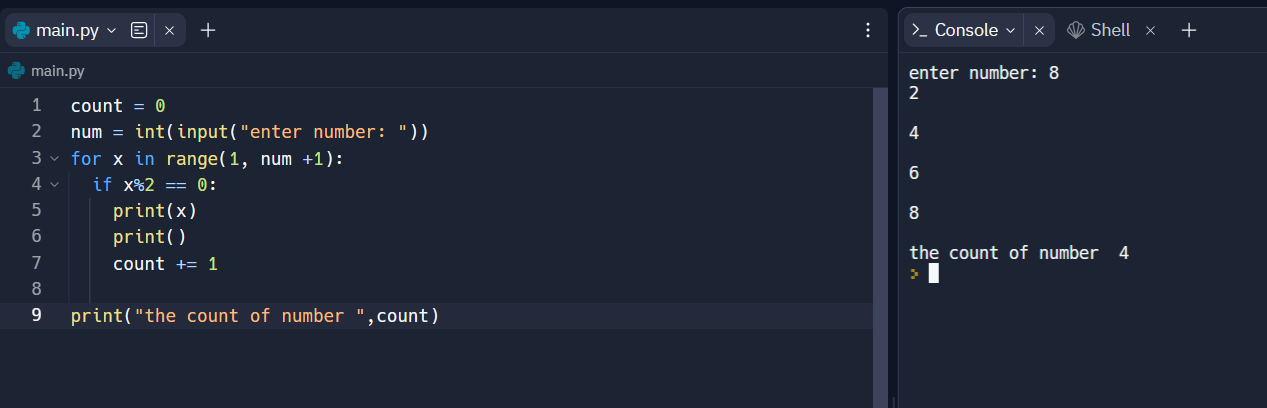 main.py
main.py
1 count = 0
2 num = int(input("enter number: "))
3 for x in range(1, num +1):
4   if x%2 == 0:
5     print(x)
6     print()
7     count += 1
8
9 print("the count of number ",count)
>_ Console
Shell
enter number: 8
2
4
6
8
the count of number  4